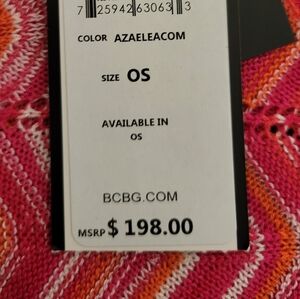 7 25942 63063 3
COLOR AZAELEACOM
SIZE OS
AVAILABLE IN
OS
BCBG.COM
MSRP $ 198.00